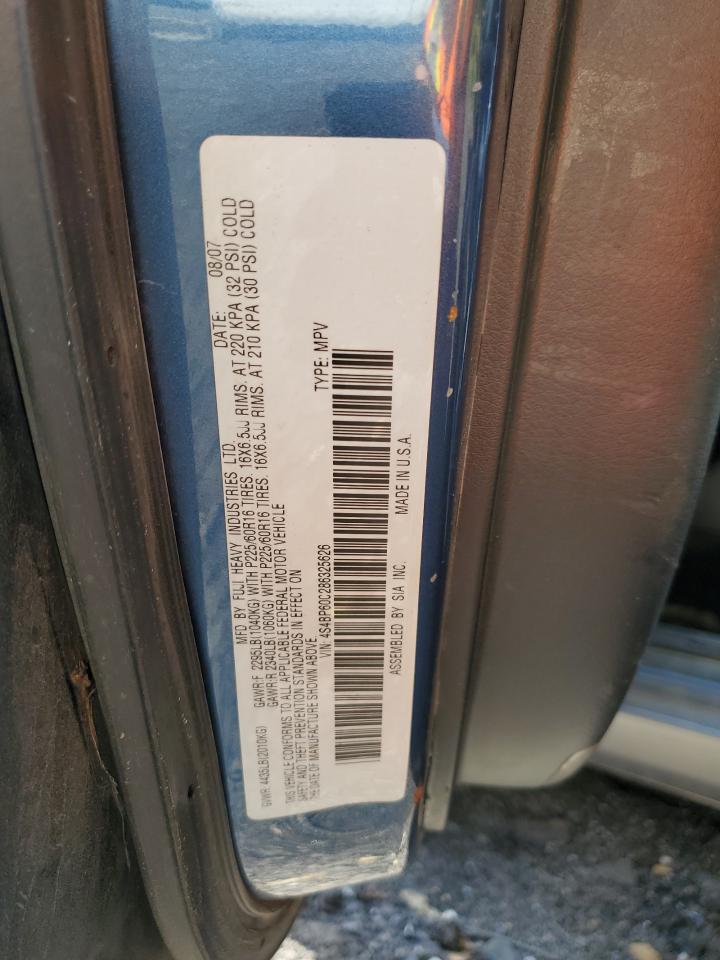 MFD BY FUJI HEAVY INDUSTRIES LTD. DATE: 08/07
GVWR: 4435LB(2010KG) GAWR:F 2295LB(1040KG) WITH P225/60R16 TIRES. 16X6.5JJ RIMS. AT 220 KPA (32 PSI) COLD
GAWR:R 2340LB(1060KG) WITH P225/60R16 TIRES. 16X6.5JJ RIMS. AT 210 KPA (30 PSI) COLD
THIS VEHICLE CONFORMS TO ALL APPLICABLE FEDERAL MOTOR VEHICLE
SAFETY AND THEFT PREVENTION STANDARDS IN EFFECT ON
THE DATE OF MANUFACTURE SHOWN ABOVE.
VIN: 4S4BP60C286325626 TYPE: MPV
ASSEMBLED BY SIA INC. MADE IN U.S.A.